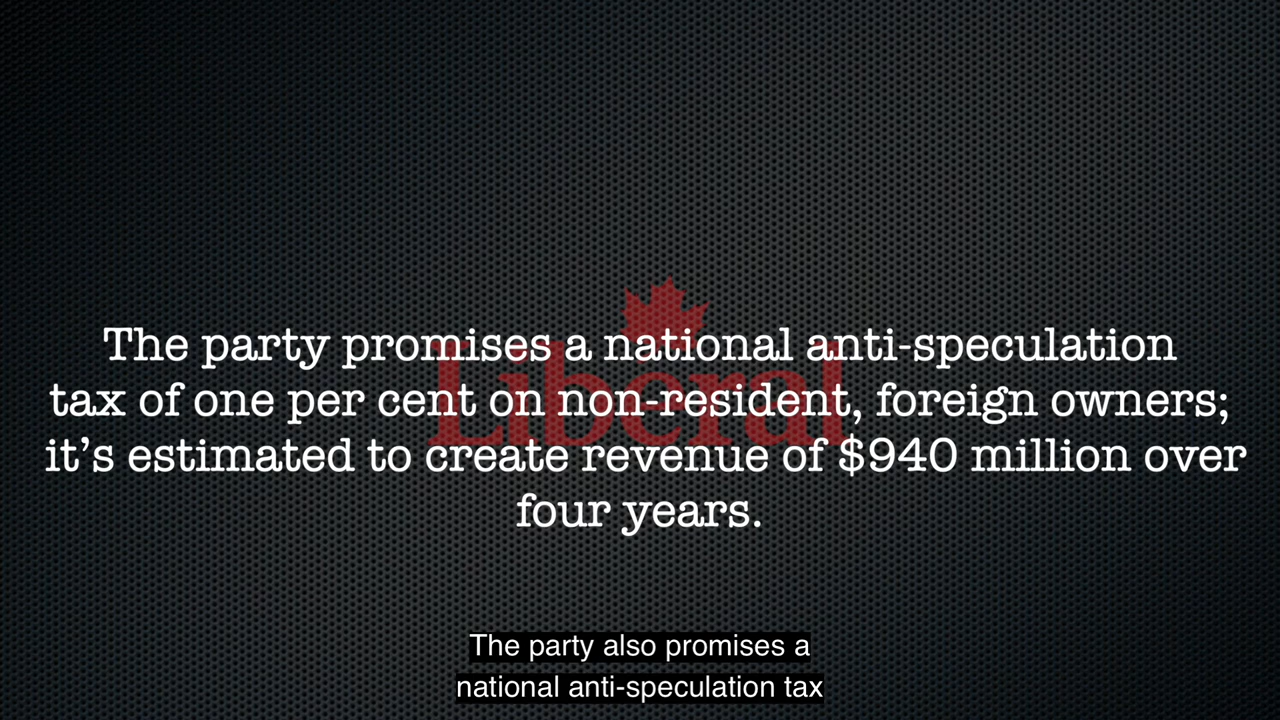 The party promises a national anti-speculation
tax of one per cent on non-resident, foreign owners;
it’s estimated to create revenue of $940 million over
four years.
Liberal
The party also promises a
national anti-speculation tax